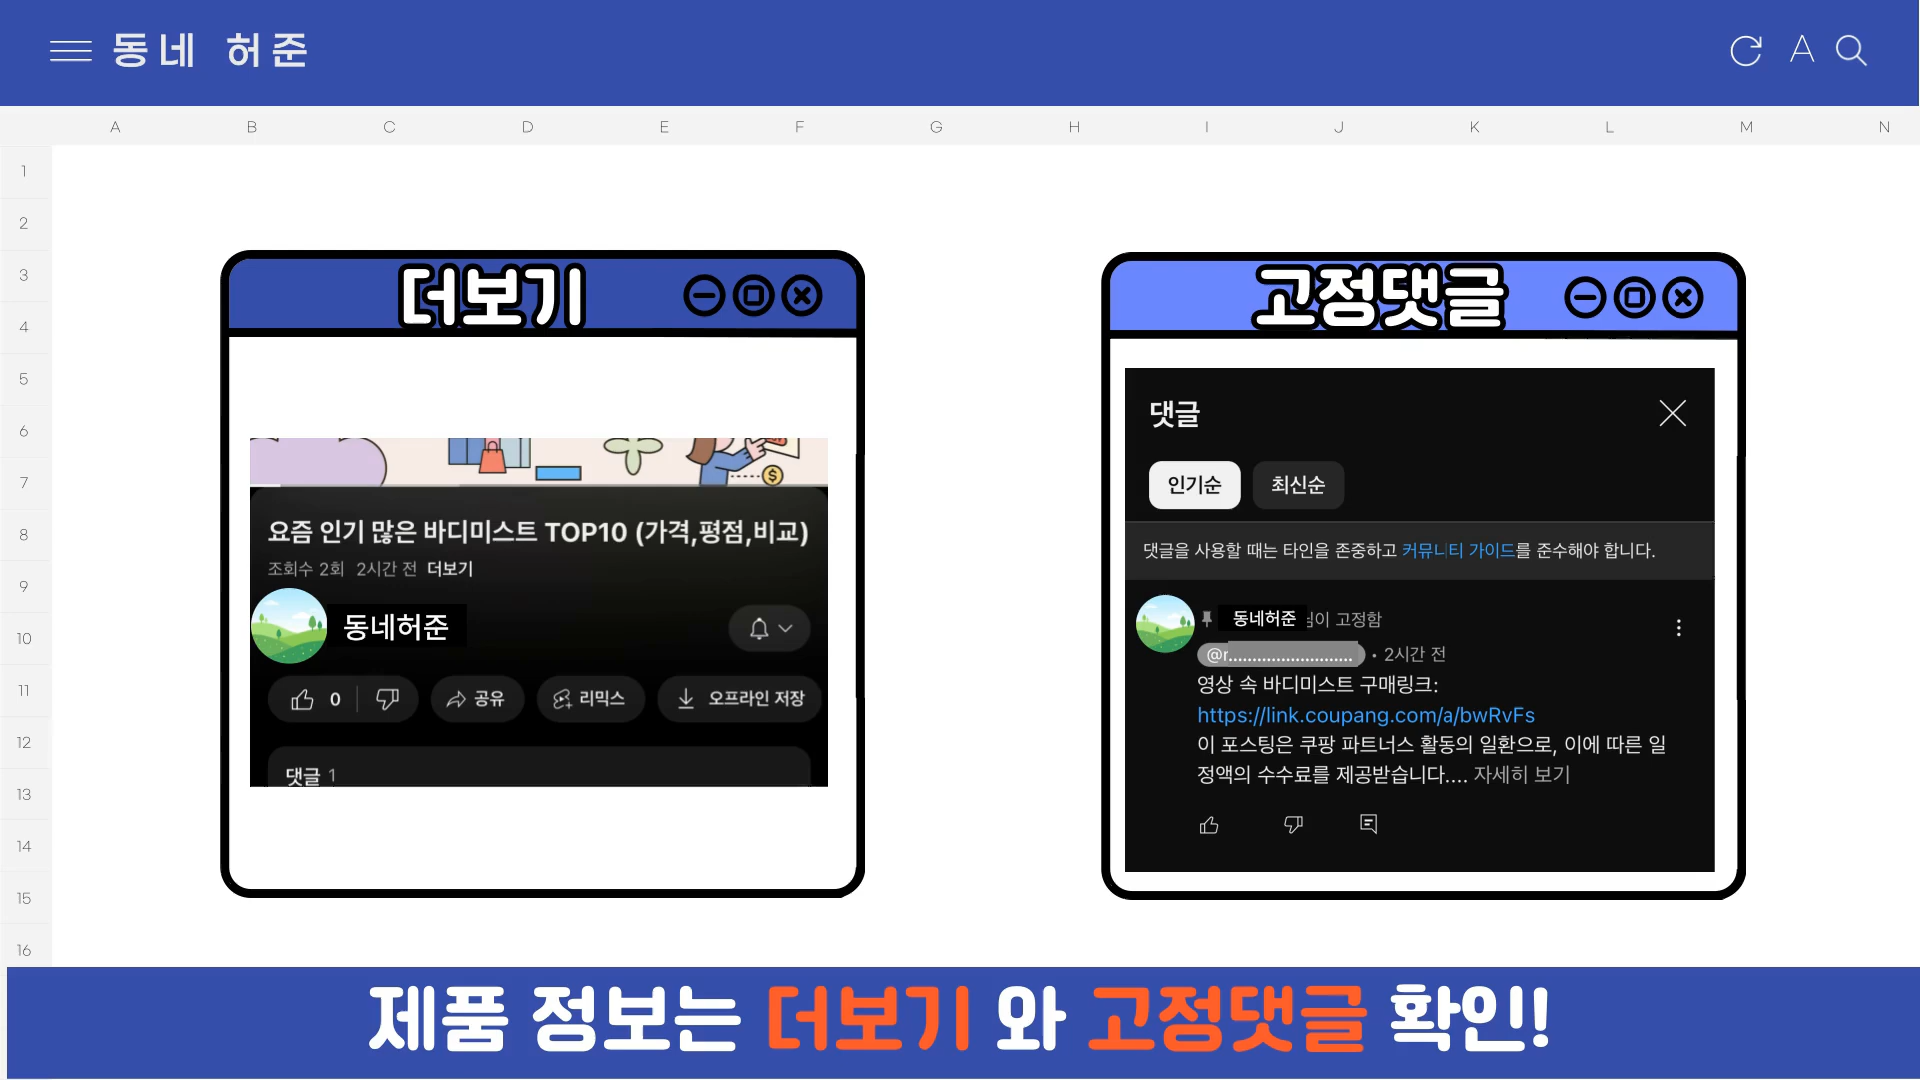 동네 허준
A
A B C D E F G H I J K L M N
1
2
3
4
5
6
7
8
9
10
11
12
13
14
15
16
더보기
요즘 인기 많은 바디미스트 TOP10 (가격,평점,비교)
조회수 2회 2시간 전 더보기
동네허준
0 공유 리믹스 오프라인 저장
댓글 1
고정댓글
댓글
인기순 최신순
댓글을 사용할 때는 타인을 존중하고 커뮤니티 가이드를 준수해야 합니다.
동네허준 님이 고정함
@r.......................... • 2시간 전
영상 속 바디미스트 구매링크:
https://link.coupang.com/a/bwRvFs
이 포스팅은 쿠팡 파트너스 활동의 일환으로, 이에 따른 일
정액의 수수료를 제공받습니다.... 자세히 보기
제품 정보는 더보기 와 고정댓글 확인!